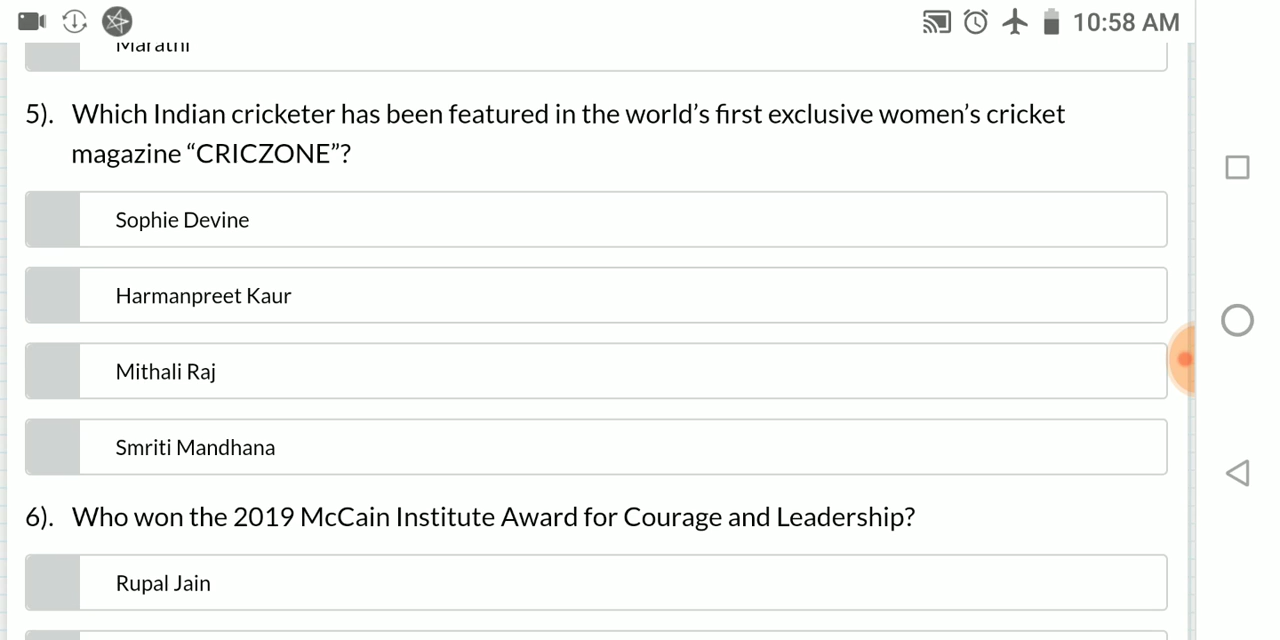 10:58 AM
Marathi
5). Which Indian cricketer has been featured in the world’s first exclusive women’s cricket
magazine “CRICZONE”?
Sophie Devine
Harmanpreet Kaur
Mithali Raj
Smriti Mandhana
6). Who won the 2019 McCain Institute Award for Courage and Leadership?
Rupal Jain